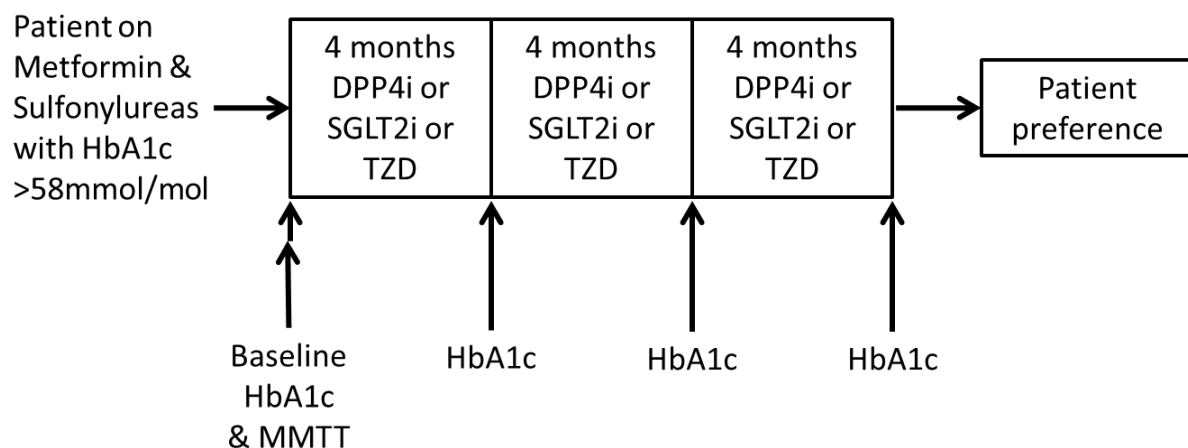 Patient on
Metformin &
Sulfonylureas
with HbA1c
>58mmol/mol
4 months
DPP4i or
SGLT2i or
TZD
4 months
DPP4i or
SGLT2i or
TZD
4 months
DPP4i or
SGLT2i or
TZD
Patient
preference
Baseline
HbA1c
& MMTT
HbA1c
HbA1c
HbA1c